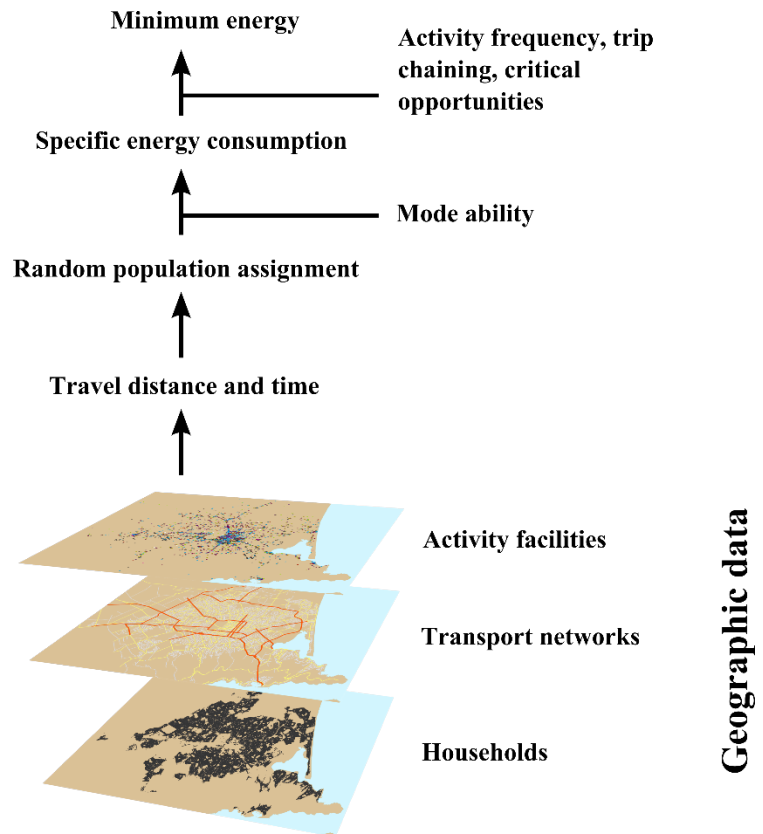 Minimum energy
Activity frequency, trip
chaining, critical
opportunities
Specific energy consumption
Mode ability
Random population assignment
Travel distance and time
Activity facilities
Transport networks
Households
Geographic data